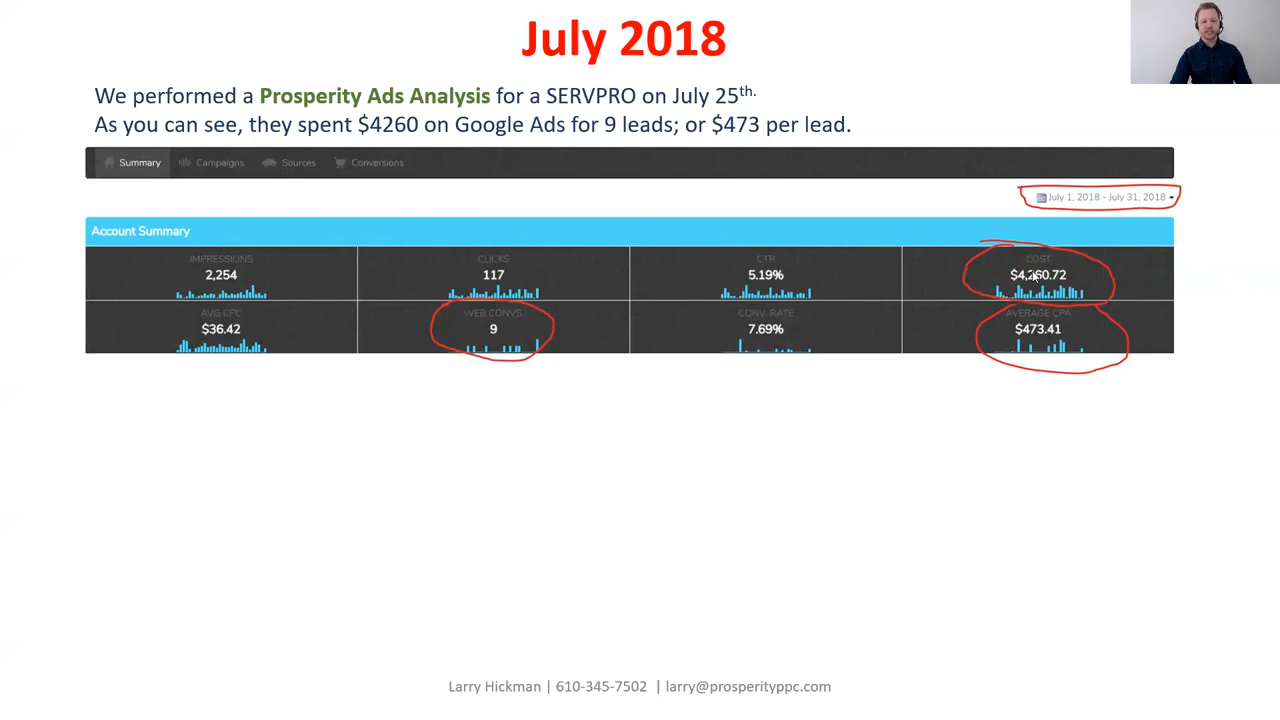 July 2018
We performed a Prosperity Ads Analysis for a SERVPRO on July 25th.
As you can see, they spent $4260 on Google Ads for 9 leads; or $473 per lead.
Summary Campaigns Sources Conversions
July 1, 2018 - July 31, 2018
Account Summary
IMPRESSIONS CLICKS CTR COST
2,254 117 5.19% $4,260.72
AVG CPC WEB CONVS CONV. RATE AVERAGE CPA
$36.42 9 7.69% $473.41
Larry Hickman | 610-345-7502 | larry@prosperityppc.com